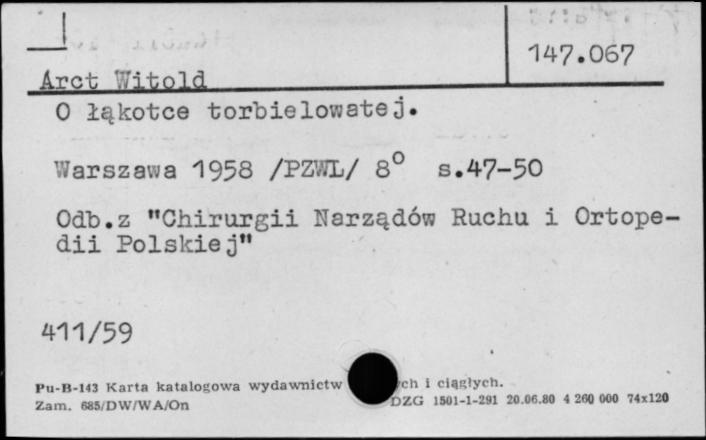 147.067
Arct Witold
O łąkotce torbielowatej.
Warszawa 1958 /PZWL/ 8° s.47-50
Odb.z "Chirurgii Narządów Ruchu i Ortope-
dii Polskiej"
411/59
Pu-B-143 Karta katalogowa wydawnictw ch i ciągłych.
Zam. 685/DW/WA/On DZG 1501-1-291 20.06.80 4 260 000 74x120